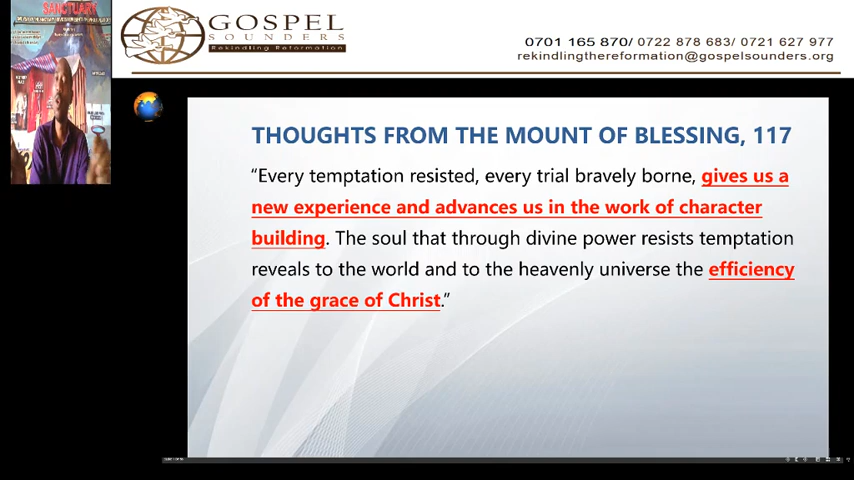 SANCTUARY
GOSPEL
SOUNDERS
Rekindling Reformation
0701 165 870/ 0722 878 683/ 0721 627 977
rekindlingthereformation@gospelsounders.org
THOUGHTS FROM THE MOUNT OF BLESSING, 117
“Every temptation resisted, every trial bravely borne, gives us a
new experience and advances us in the work of character
building. The soul that through divine power resists temptation
reveals to the world and to the heavenly universe the efficiency
of the grace of Christ.”